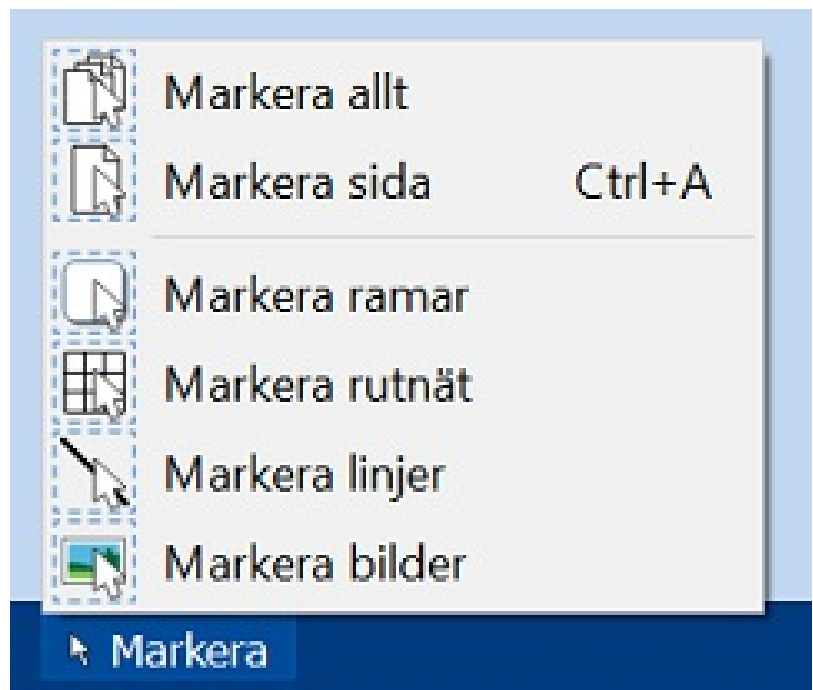 Markera allt
Markera sida Ctrl+A
Markera ramar
Markera rutnät
Markera linjer
Markera bilder
Markera